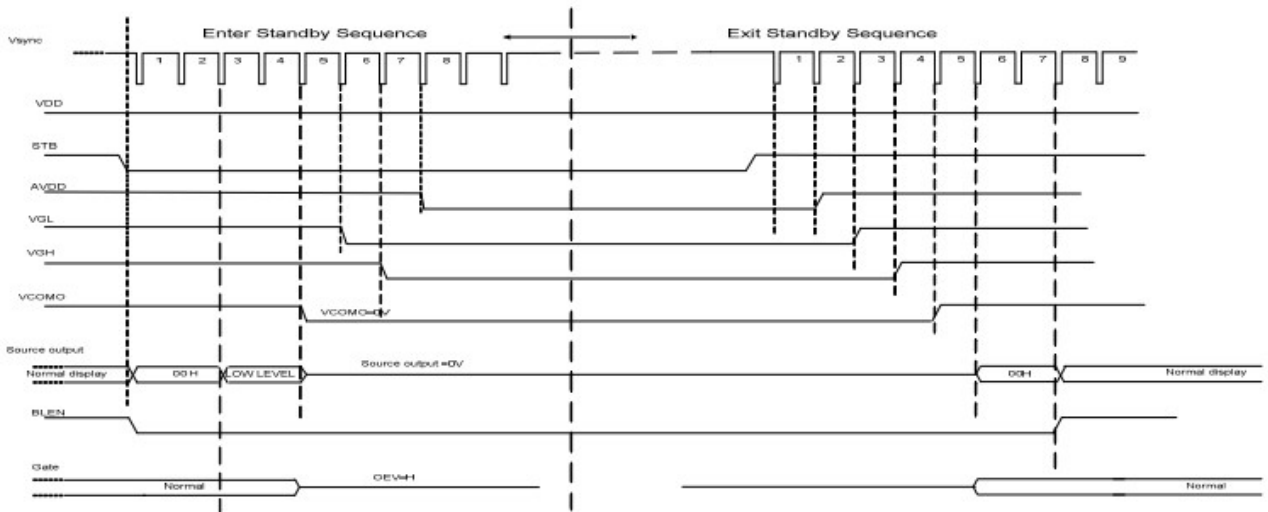 Enter Standby Sequence
Exit Standby Sequence
Vsync
1 2 3 4 5 6 7 8
1 2 3 4 5 6 7 8 9
VDD
STB
AVDD
VGL
VGH
VCOMO
VCOMO=0V
Source output
Source output =0V
Normal display
00H
LOW LEVEL
00H
Normal display
BLEN
Gate
Normal
OEV=H
Normal